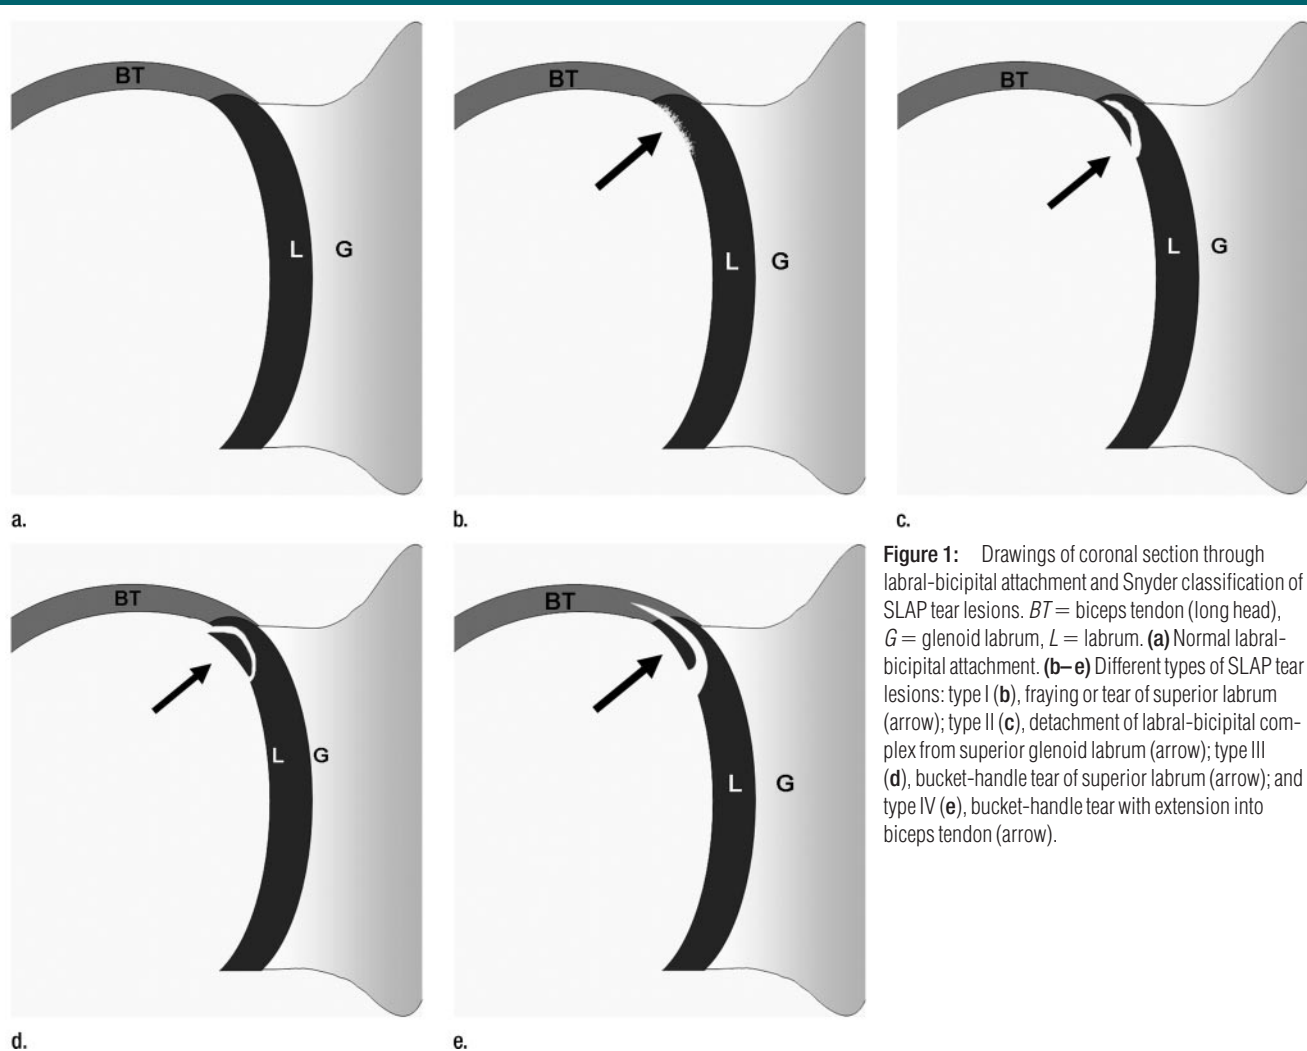 BT
L G
a.
BT
L G
b.
BT
L G
c.
BT
L G
d.
BT
L G
e.
Figure 1: Drawings of coronal section through
labral-bicipital attachment and Snyder classification of
SLAP tear lesions. BT = biceps tendon (long head),
G = glenoid labrum, L = labrum. (a) Normal labral-
bicipital attachment. (b–e) Different types of SLAP tear
lesions: type I (b), fraying or tear of superior labrum
(arrow); type II (c), detachment of labral-bicipital com-
plex from superior glenoid labrum (arrow); type III
(d), bucket-handle tear of superior labrum (arrow); and
type IV (e), bucket-handle tear with extension into
biceps tendon (arrow).